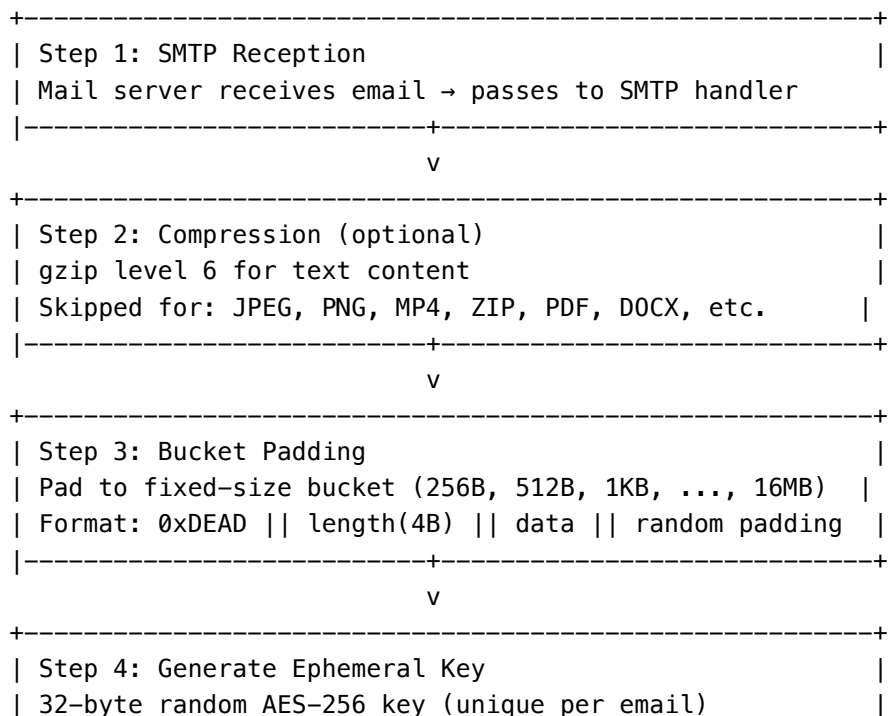 +---------------------------------------------------------+
| Step 1: SMTP Reception |
| Mail server receives email → passes to SMTP handler
|---------------------------+-----------------------------+
v
+---------------------------------------------------------+
| Step 2: Compression (optional) |
| gzip level 6 for text content |
| Skipped for: JPEG, PNG, MP4, ZIP, PDF, DOCX, etc. |
|---------------------------+-----------------------------+
v
+---------------------------------------------------------+
| Step 3: Bucket Padding |
| Pad to fixed-size bucket (256B, 512B, 1KB, ..., 16MB) |
| Format: 0xDEAD || length(4B) || data || random padding |
|---------------------------+-----------------------------+
v
+---------------------------------------------------------+
| Step 4: Generate Ephemeral Key |
| 32-byte random AES-256 key (unique per email) |